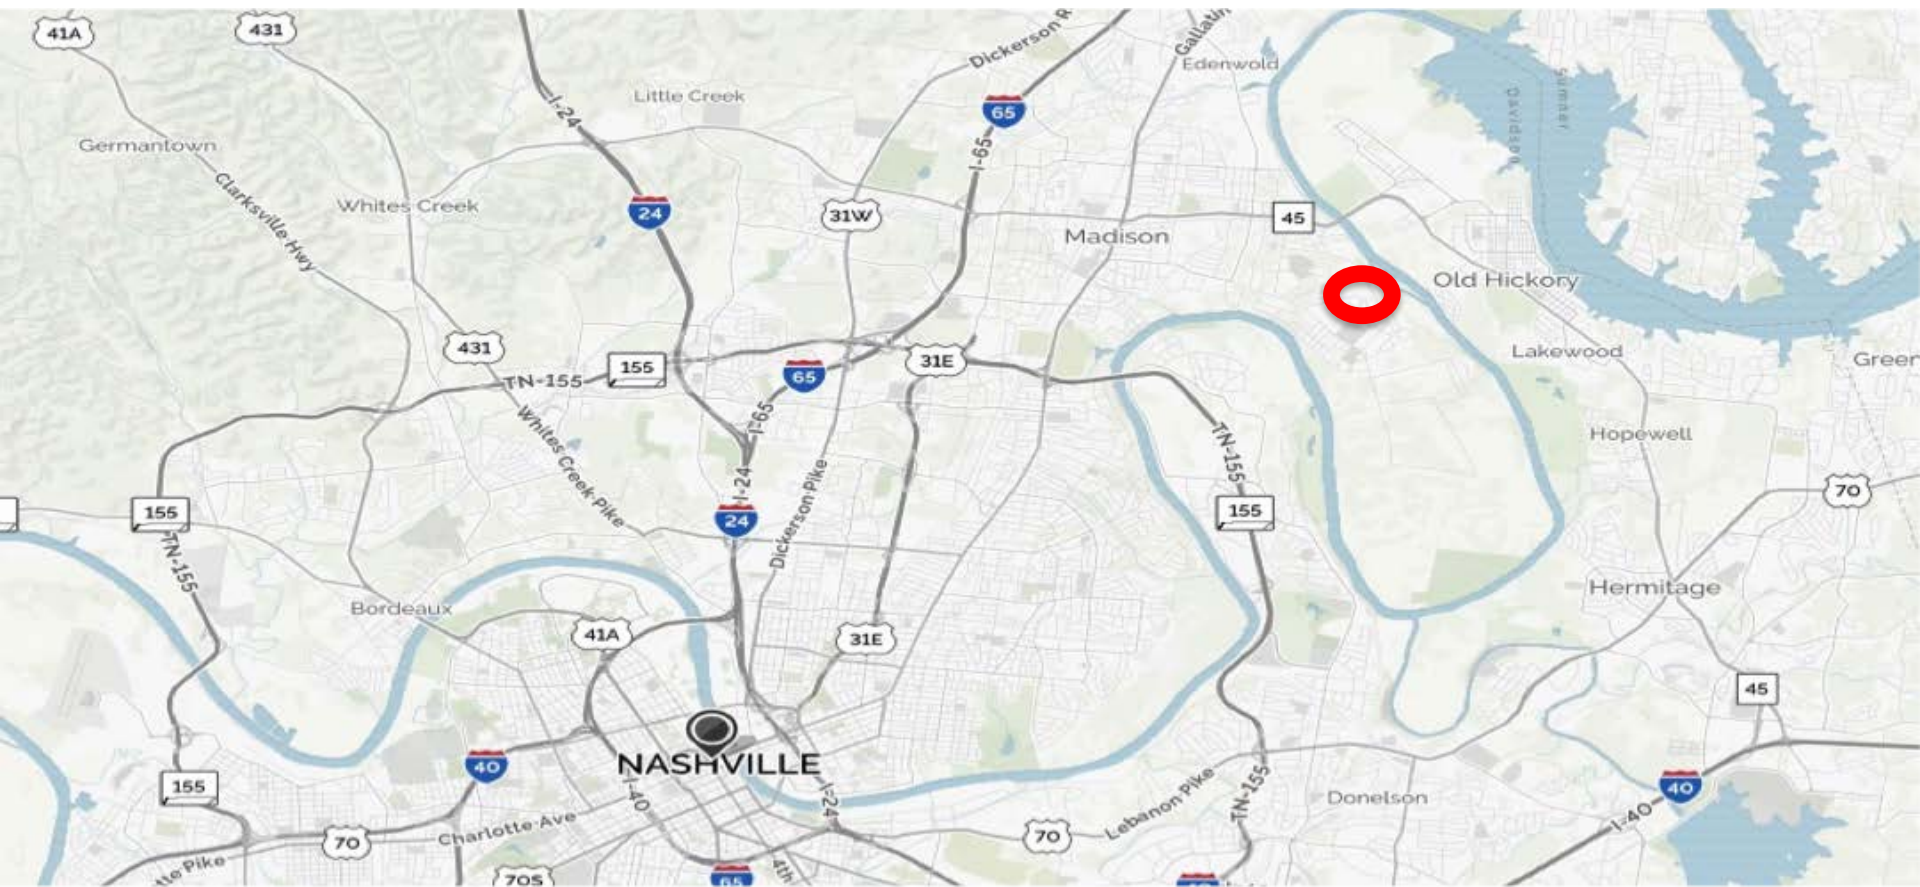 41A
431
Dickerson R
Gallatin
Edenwold
I-24
Little Creek
65
Davidson
Sumner
Germantown
I-65
Clarksville Hwy
Whites Creek
24
31W
45
Madison
Old Hickory
431
155
TN-155
65
31E
Lakewood
Green
Whites Creek Pike
I-65
TN-155
Hopewell
I-24
Dickerson Pike
70
155
24
155
TN-155
Bordeaux
41A
31E
Hermitage
45
NASHVILLE
40
155
I-40
I-24
Lebanon Pike
TN-155
Donelson
40
I-40
70
Charlotte Ave
70
tte Pike
70S
65
4th